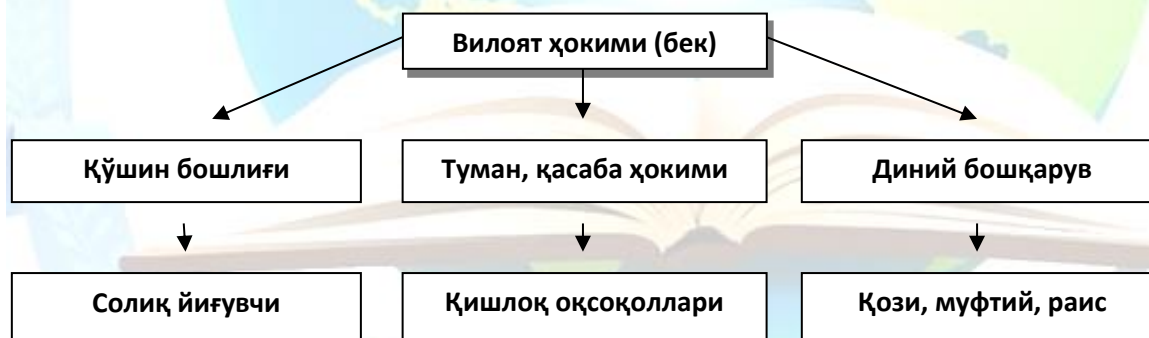 Вилоят ҳокими (бек)
Қўшин бошлиғи
Туман, қасаба ҳокими
Диний бошқарув
Солиқ йиғувчи
Қишлоқ оқсоқоллари
Қози, муфтий, раис